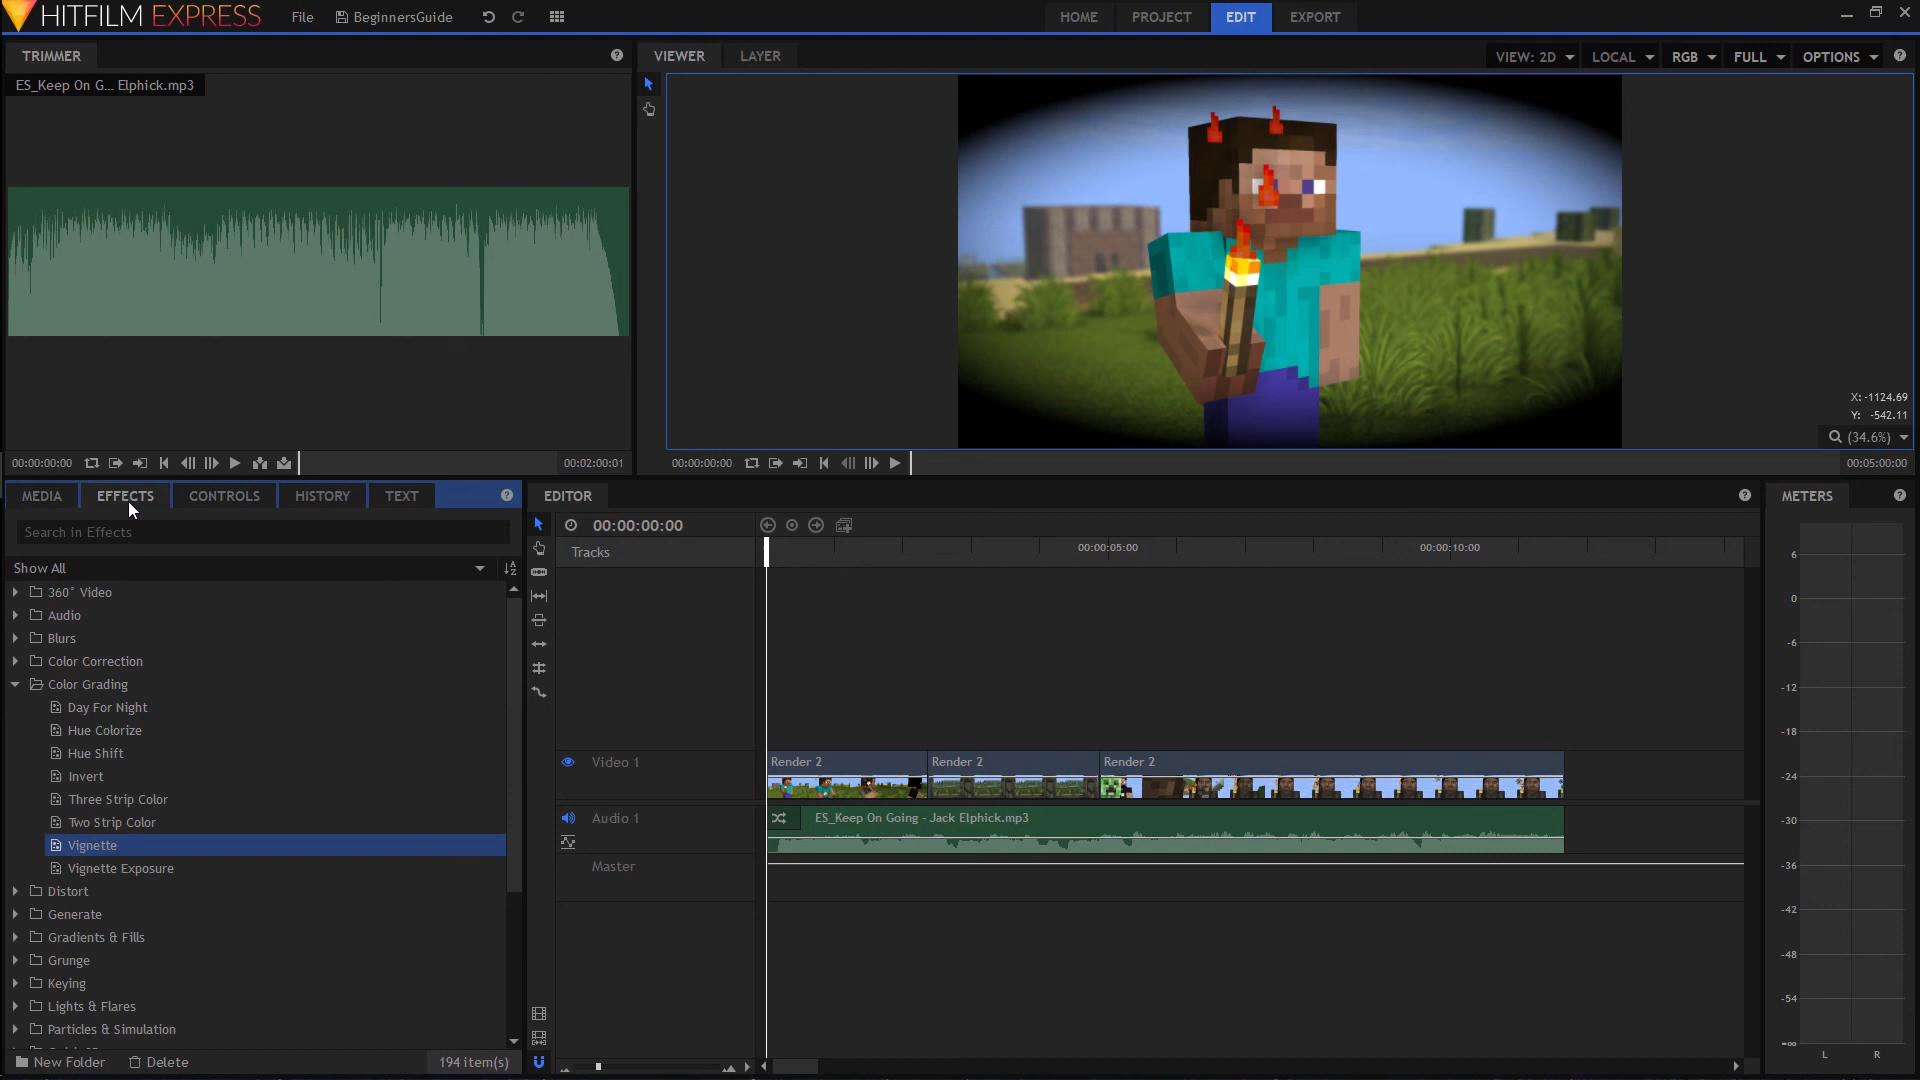 HITFILM EXPRESS
File
BeginnersGuide
HOME
PROJECT
EDIT
EXPORT
TRIMMER
ES_Keep On G... Elphick.mp3
VIEWER
LAYER
VIEW: 2D
LOCAL
RGB
FULL
OPTIONS
X: -1124.69
Y: -542.11
(34.6%)
00:00:00:00
00:02:00:01
00:00:00:00
00:05:00:00
MEDIA
EFFECTS
CONTROLS
HISTORY
TEXT
Search in Effects
Show All
360° Video
Audio
Blurs
Color Correction
Color Grading
Day For Night
Hue Colorize
Hue Shift
Invert
Three Strip Color
Two Strip Color
Vignette
Vignette Exposure
Distort
Generate
Gradients & Fills
Grunge
Keying
Lights & Flares
Particles & Simulation
New Folder
Delete
194 item(s)
EDITOR
00:00:00:00
Tracks
00:00:05:00
00:00:10:00
Video 1
Render 2
Render 2
Render 2
Audio 1
ES_Keep On Going - Jack Elphick.mp3
Master
METERS
6
0
-6
-12
-18
-24
-30
-36
-42
-48
-54
-∞
L
R